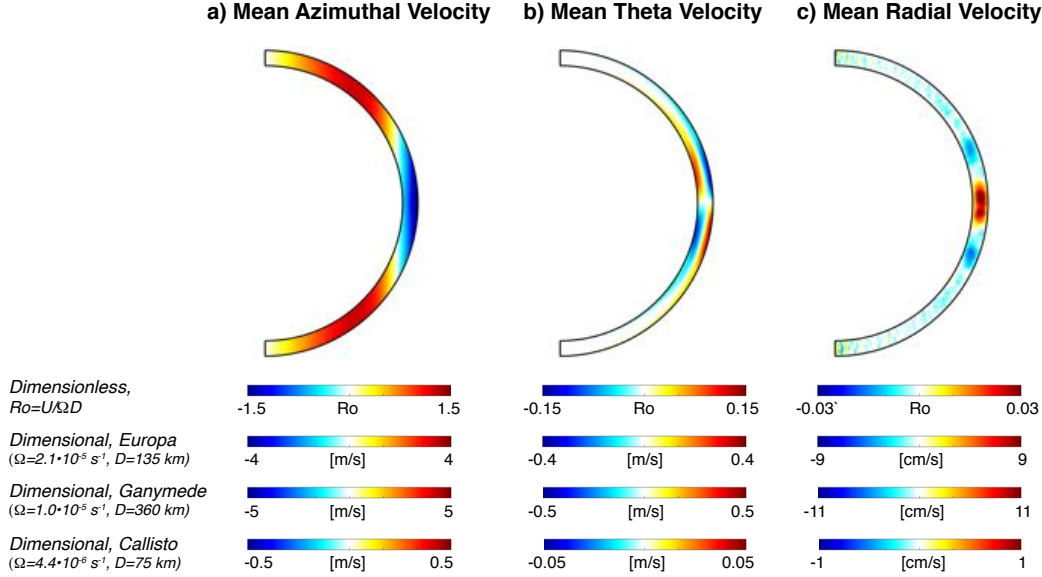 a) Mean Azimuthal Velocity b) Mean Theta Velocity c) Mean Radial Velocity
Dimensionless,
Ro=U/ΩD
-1.5 Ro 1.5 -0.15 Ro 0.15 -0.03` Ro 0.03
Dimensional, Europa
(Ω=2.1•10⁻⁵ s⁻¹, D=135 km)
-4 [m/s] 4 -0.4 [m/s] 0.4 -9 [cm/s] 9
Dimensional, Ganymede
(Ω=1.0•10⁻⁵ s⁻¹, D=360 km)
-5 [m/s] 5 -0.5 [m/s] 0.5 -11 [cm/s] 11
Dimensional, Callisto
(Ω=4.4•10⁻⁶ s⁻¹, D=75 km)
-0.5 [m/s] 0.5 -0.05 [m/s] 0.05 -1 [cm/s] 1